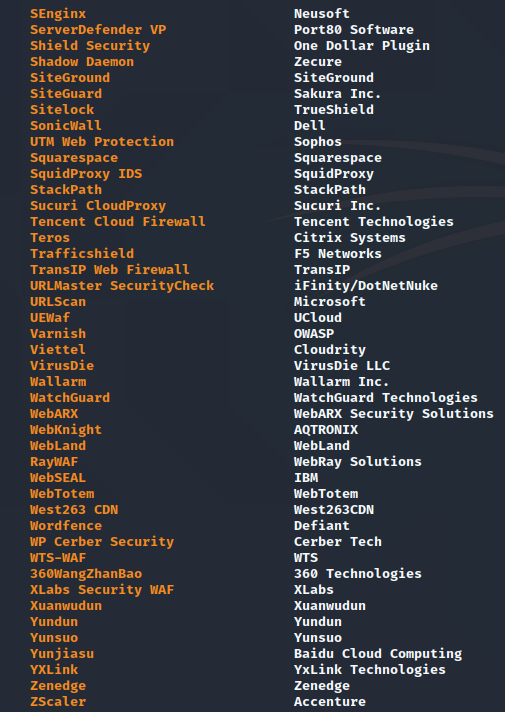 SEnginx Neusoft
ServerDefender VP Port80 Software
Shield Security One Dollar Plugin
Shadow Daemon Zecure
SiteGround SiteGround
SiteGuard Sakura Inc.
Sitelock TrueShield
SonicWall Dell
UTM Web Protection Sophos
Squarespace Squarespace
SquidProxy IDS SquidProxy
StackPath StackPath
Sucuri CloudProxy Sucuri Inc.
Tencent Cloud Firewall Tencent Technologies
Teros Citrix Systems
Trafficshield F5 Networks
TransIP Web Firewall TransIP
URLMaster SecurityCheck iFinity/DotNetNuke
URLScan Microsoft
UEWaf UCloud
Varnish OWASP
Viettel Cloudrity
VirusDie VirusDie LLC
Wallarm Wallarm Inc.
WatchGuard WatchGuard Technologies
WebARX WebARX Security Solutions
WebKnight AQTRONIX
WebLand WebLand
RayWAF WebRay Solutions
WebSEAL IBM
WebTotem WebTotem
West263 CDN West263CDN
Wordfence Defiant
WP Cerber Security Cerber Tech
WTS-WAF WTS
360WangZhanBao 360 Technologies
XLabs Security WAF XLabs
Xuanwudun Xuanwudun
Yundun Yundun
Yunsuo Yunsuo
Yunjiasu Baidu Cloud Computing
YXLink YxLink Technologies
Zenedge Zenedge
ZScaler Accenture